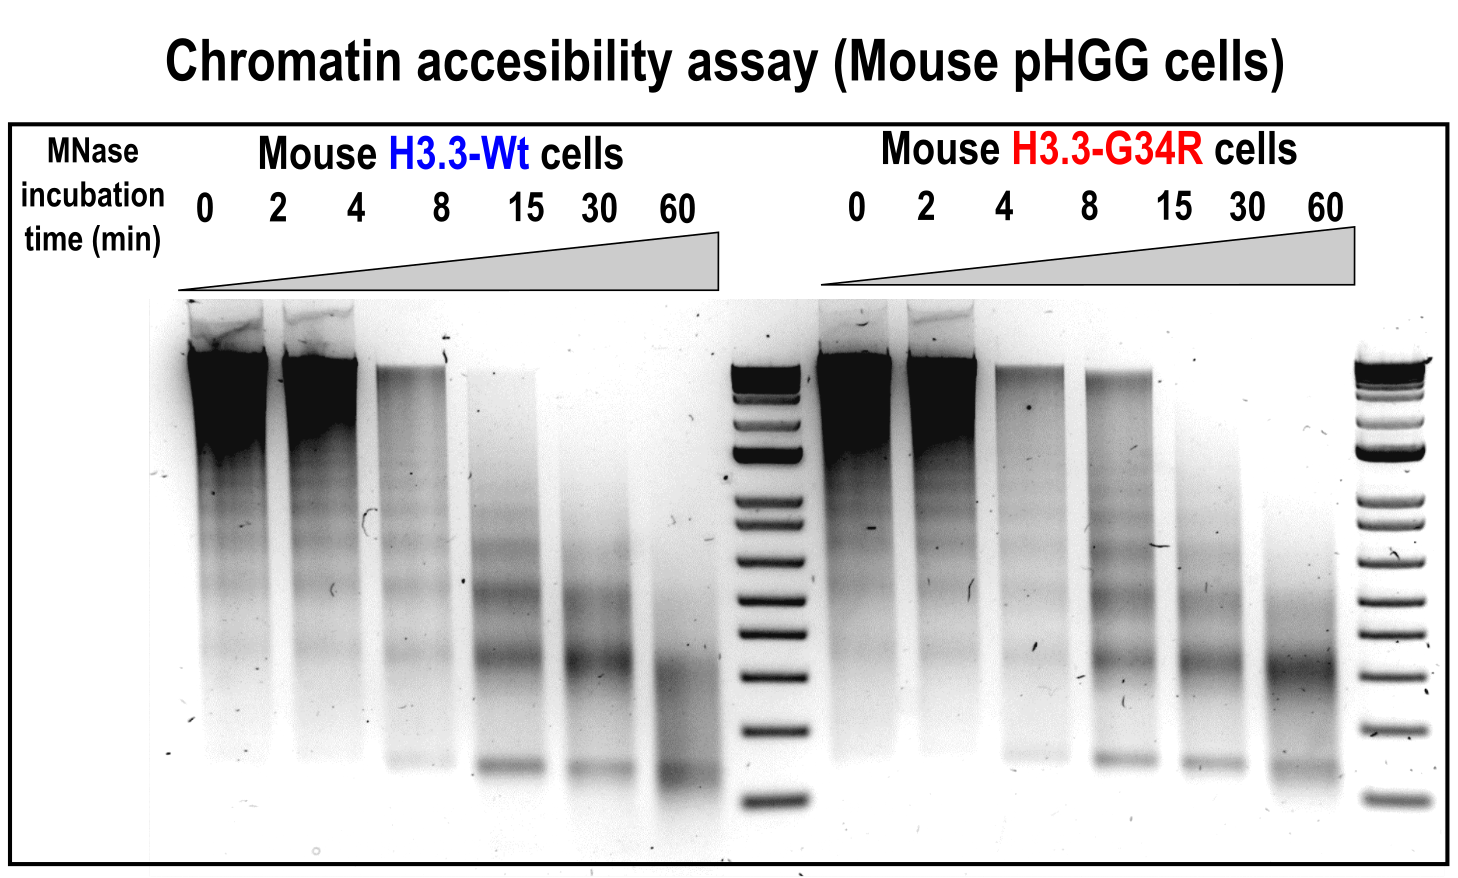 Chromatin accesibility assay (Mouse pHGG cells)
MNase
incubation
time (min)
Mouse H3.3-Wt cells
0 2 4 8 15 30 60
Mouse H3.3-G34R cells
0 2 4 8 15 30 60